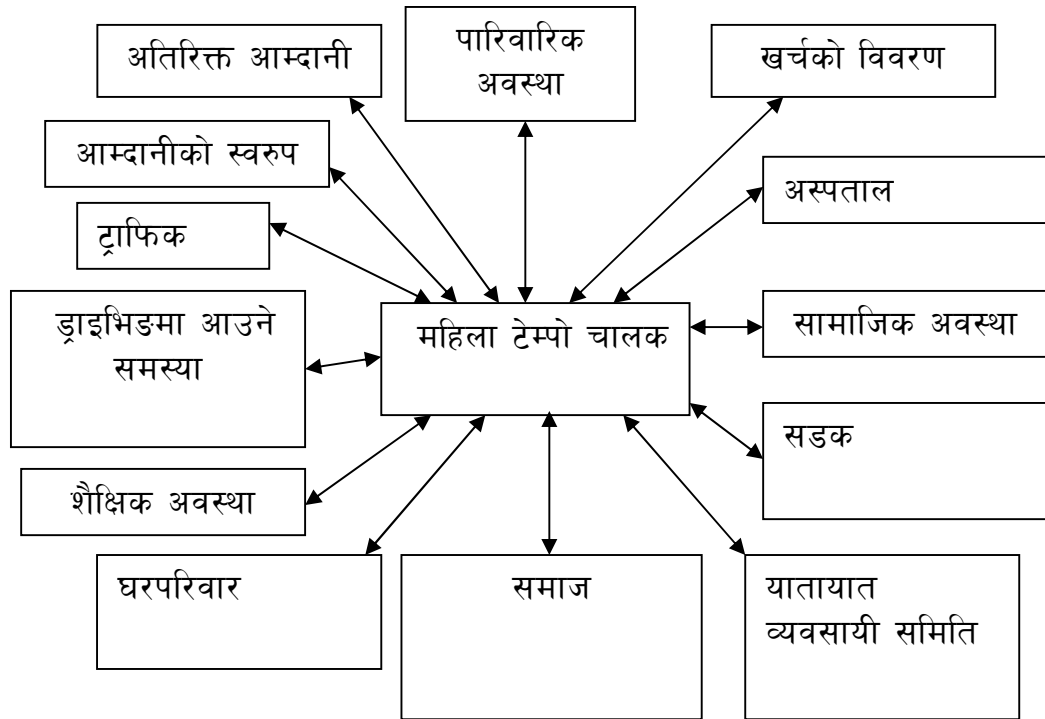 अतिरिक्त आम्दानी
पारिवारिक
अवस्था
खर्चको विवरण
आम्दानीको स्वरुप
अस्पताल
ट्राफिक
ड्राइभिङमा आउने
समस्या
महिला टेम्पो चालक
सामाजिक अवस्था
सडक
शैक्षिक अवस्था
घरपरिवार
समाज
यातायात
व्यवसायी समिति